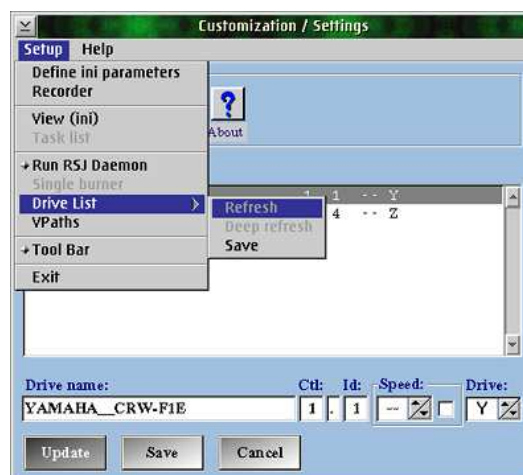 Customization / Settings
Setup Help
Define ini parameters
Recorder
View (ini)
Task list
Run RSJ Daemon
Single burner
Drive List
VPaths
Tool Bar
Exit
About
1 1 -- Y
4 -- Z
Refresh
Deep refresh
Save
Drive name: Ctl: Id: Speed: Drive:
YAMAHA__CRW-F1E 1 . 1 -- Y
Update Save Cancel